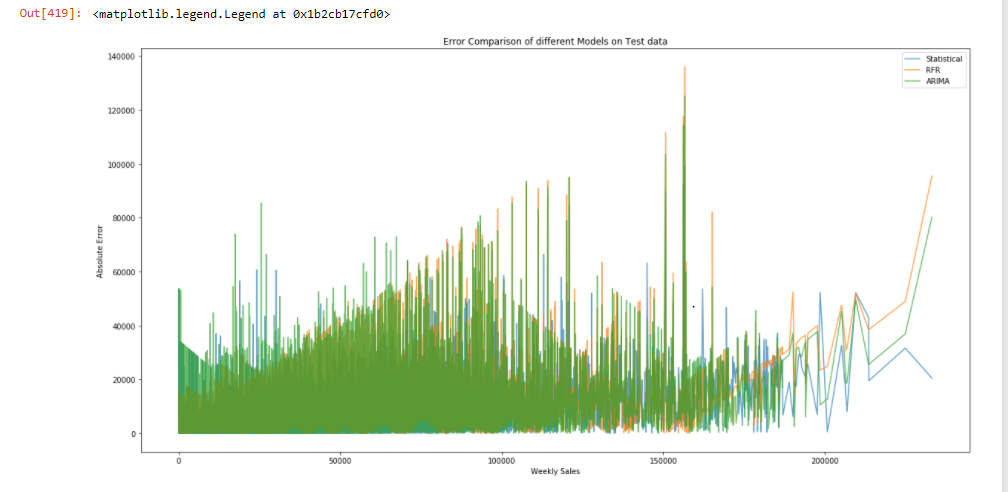 Out[419]: <matplotlib.legend.Legend at 0x1b2cb17cfd0>
Error Comparison of different Models on Test data
Statistical
RFR
ARIMA
Absolute Error
140000
120000
100000
80000
60000
40000
20000
0
0 50000 100000 150000 200000
Weekly Sales